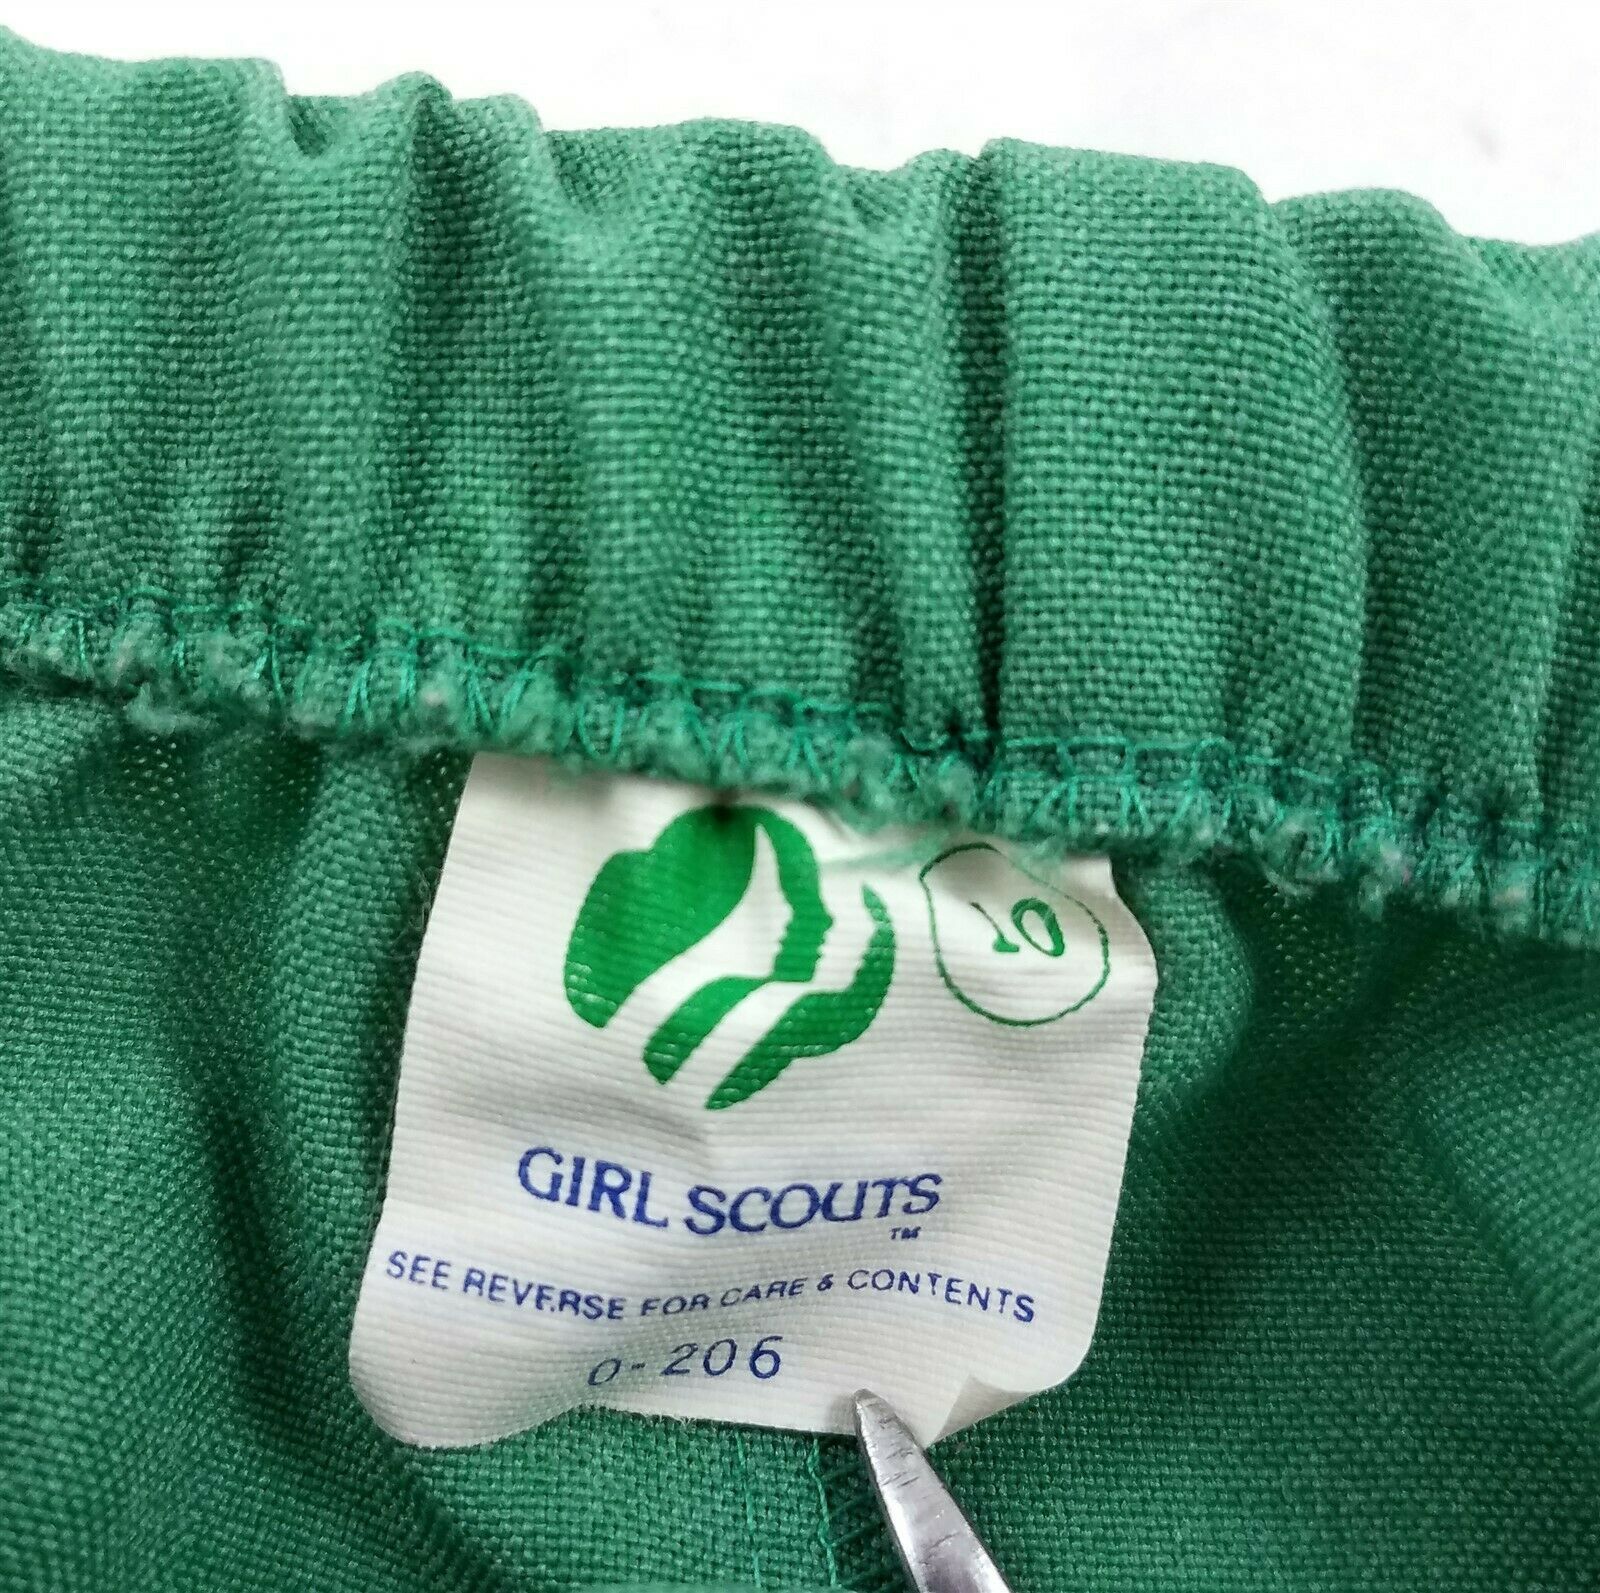 10
GIRL SCOUTS
TM
SEE REVERSE FOR CARE & CONTENTS
0-206